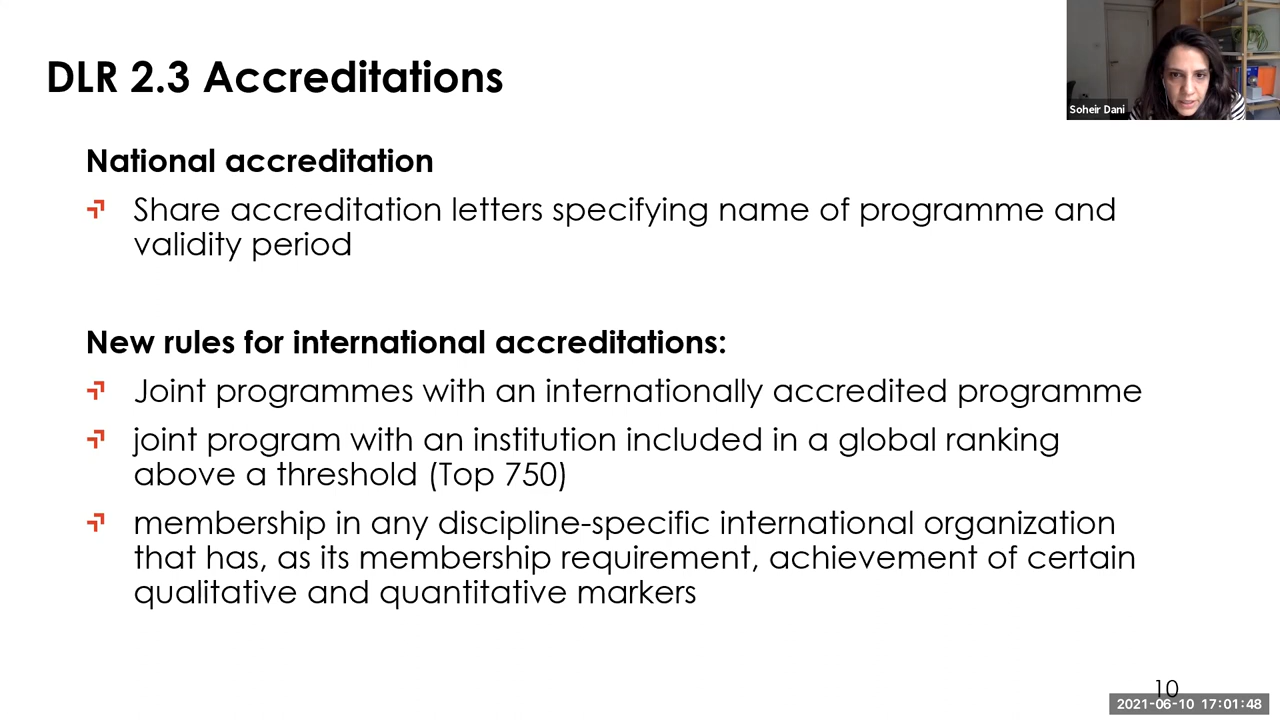 DLR 2.3 Accreditations
Soheir Dani
National accreditation
Share accreditation letters specifying name of programme and
validity period
New rules for international accreditations:
Joint programmes with an internationally accredited programme
joint program with an institution included in a global ranking
above a threshold (Top 750)
membership in any discipline-specific international organization
that has, as its membership requirement, achievement of certain
qualitative and quantitative markers
10
2021-06-10 17:01:48